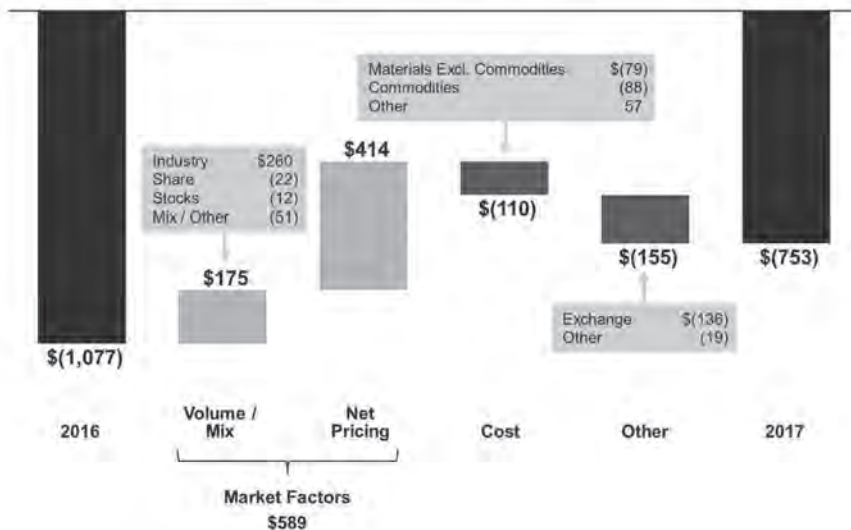 Materials Excl. Commodities $(79)
Commodities (88)
Other 57
Industry $260
Share (22)
Stocks (12)
Mix / Other (51)
$414
$175
$(110)
$(155)
$(753)
Exchange $(136)
Other (19)
$(1,077)
2016
Volume / Mix
Net Pricing
Cost
Other
2017
Market Factors
$589